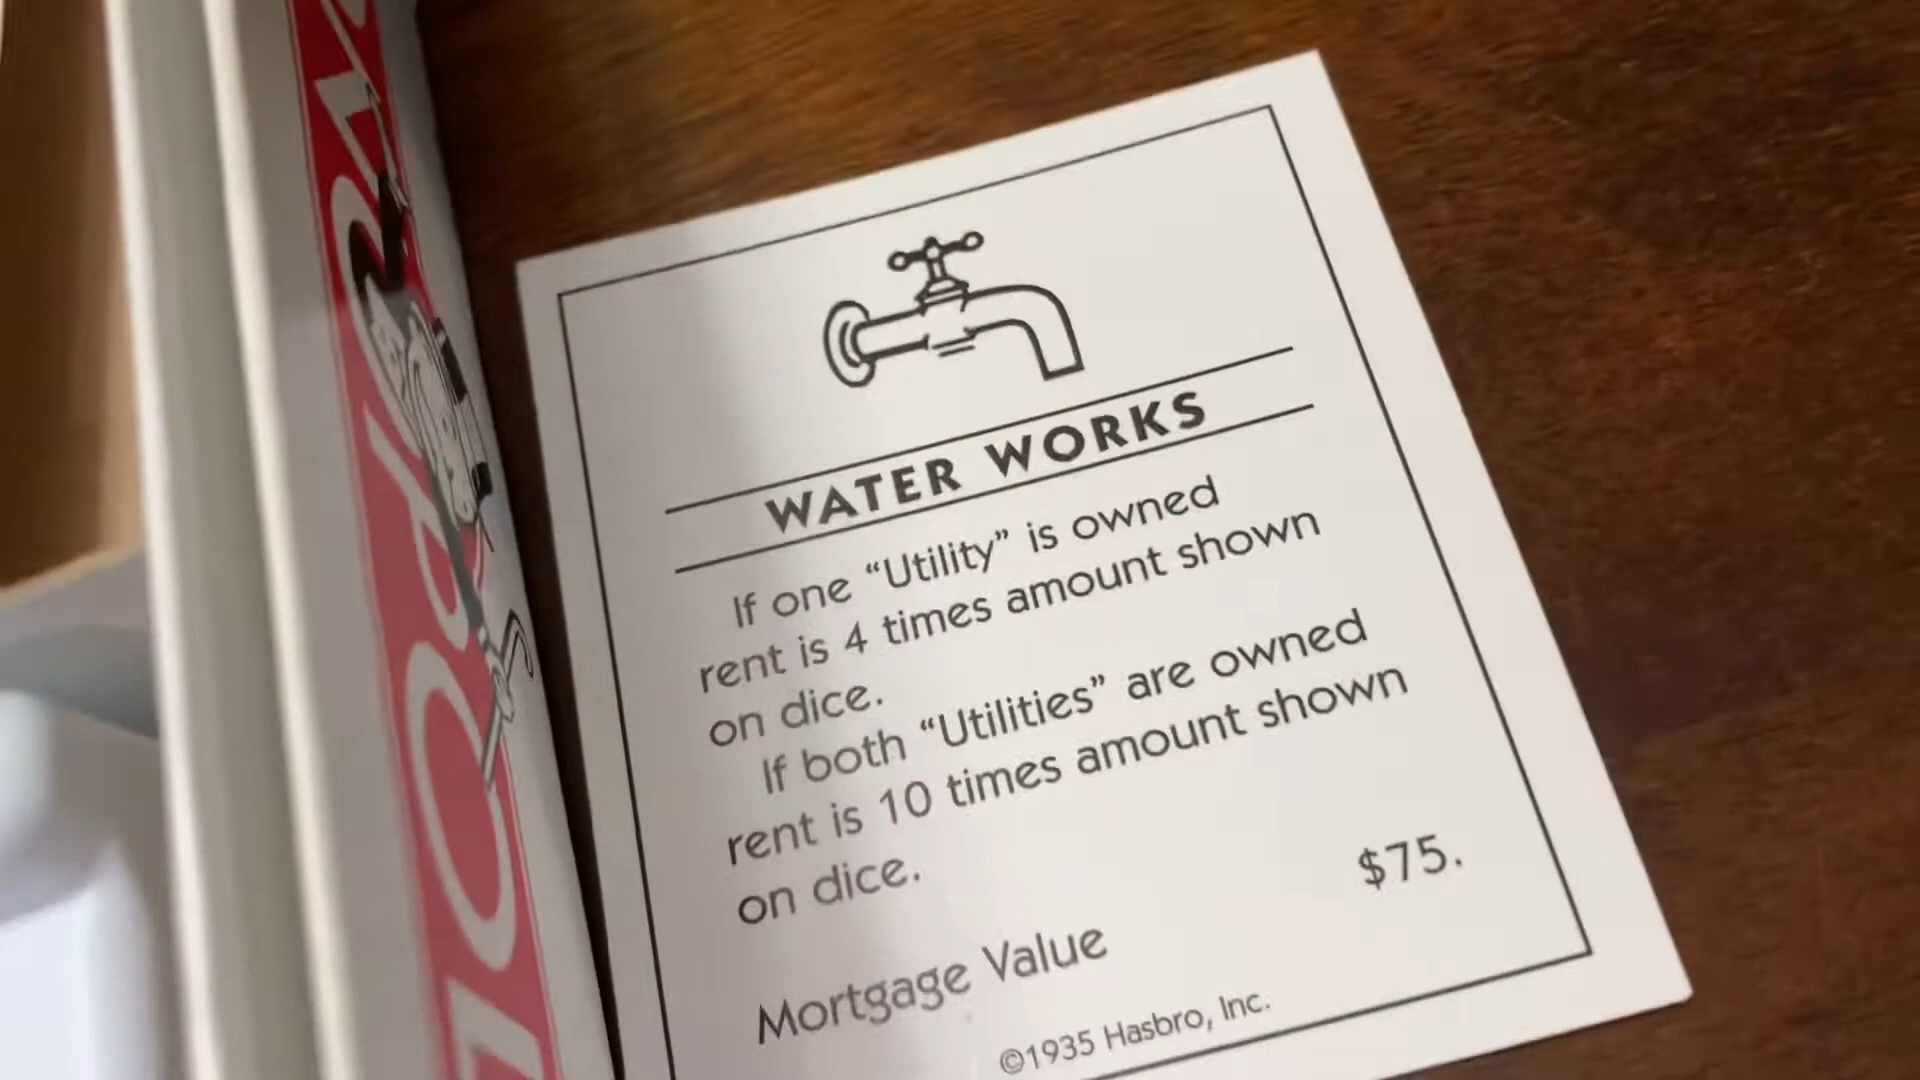 WATER WORKS
If one “Utility” is owned
rent is 4 times amount shown
on dice.
If both “Utilities” are owned
rent is 10 times amount shown
on dice.
Mortgage Value $75.
©1935 Hasbro, Inc.